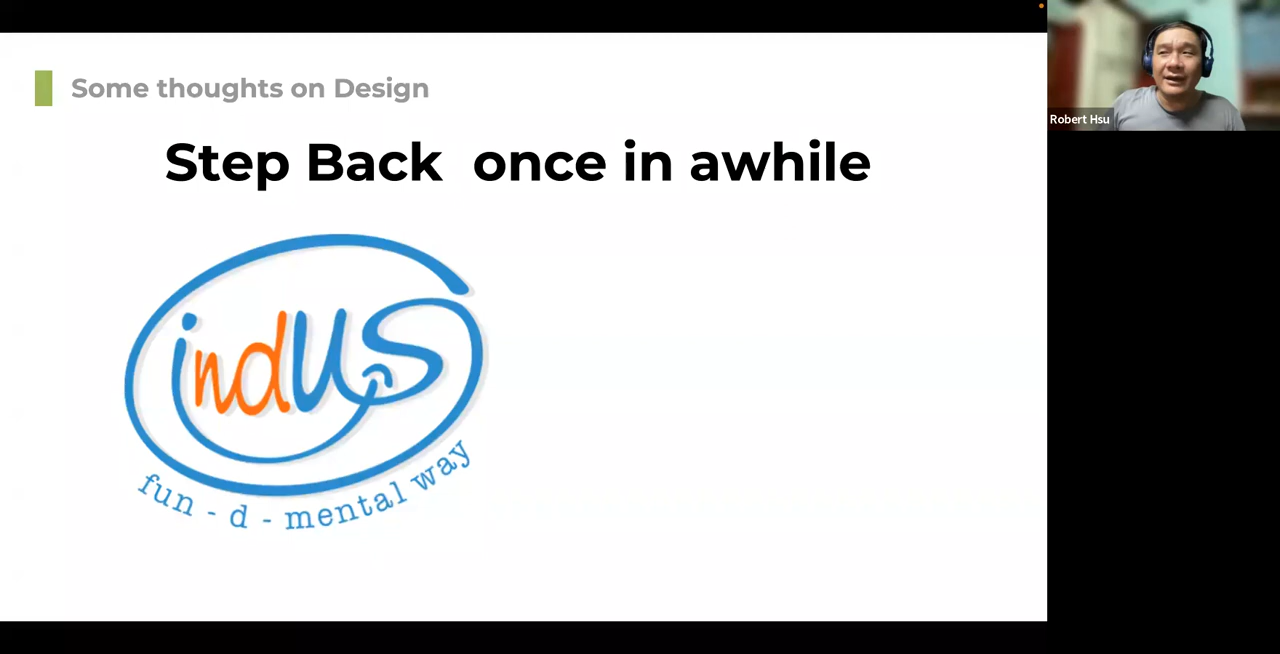 Some thoughts on Design
Step Back once in awhile
indUS
fun - d - mental way
Robert Hsu